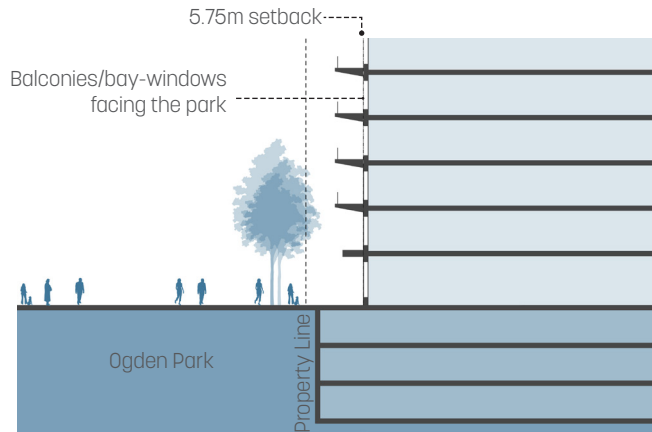 5.75m setback
Balconies/bay-windows
facing the park
Ogden Park
Property Line